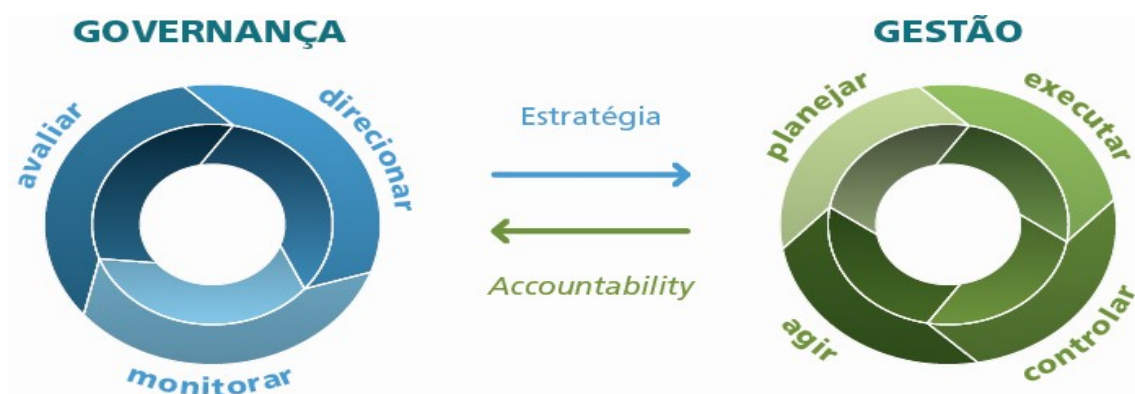 GOVERNANÇA
avaliar
direcionar
monitorar
Estratégia
Accountability
GESTÃO
planejar
executar
controlar
agir